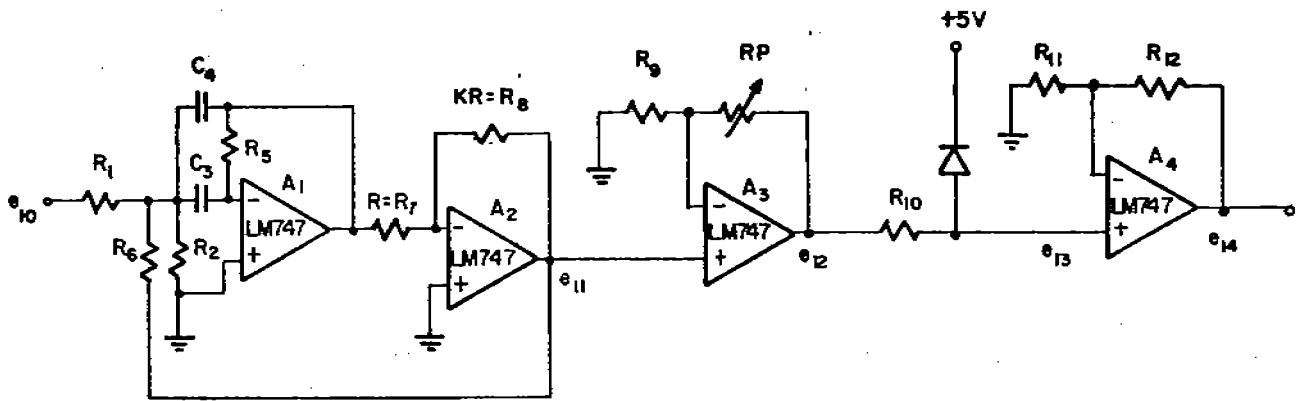 e10
R1
R6
R2
C4
C3
R5
A1
LM747
-
+
R=R7
KR=R8
A2
LM747
-
+
e11
R9
RP
A3
LM747
-
+
e12
R10
+5V
e13
R11
R12
A4
LM747
-
+
e14